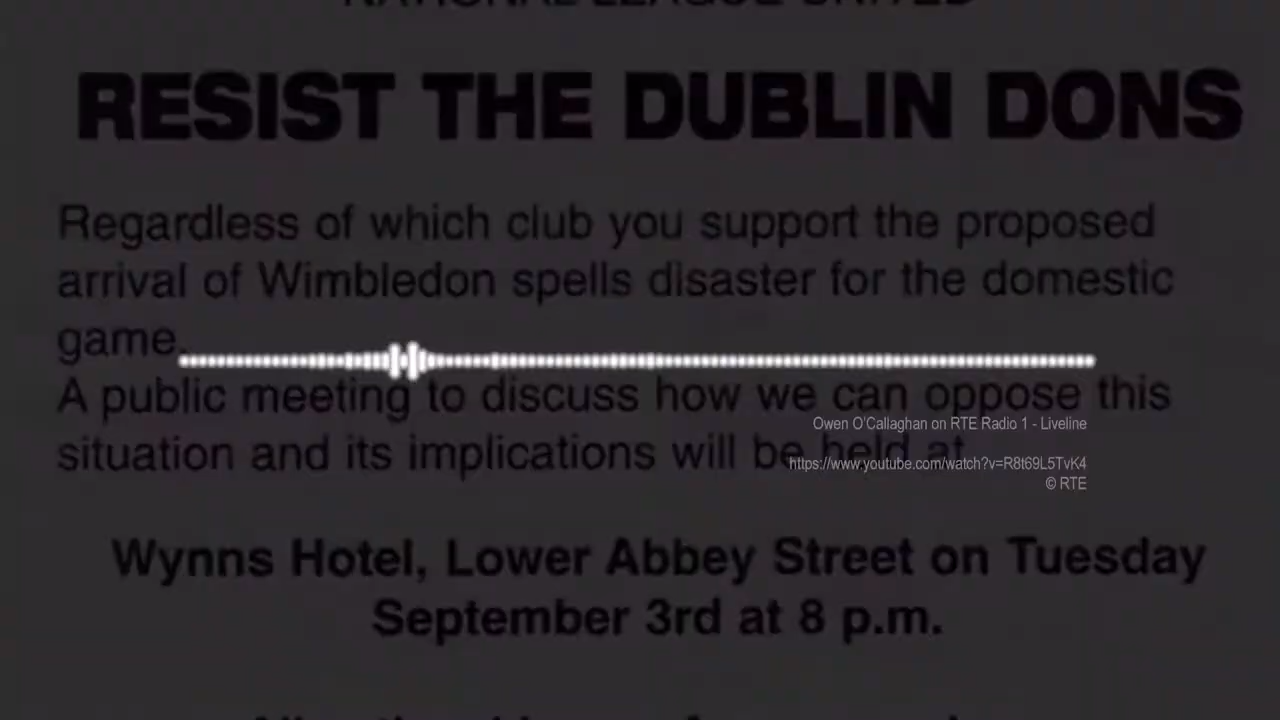 NATIONAL LEAGUE UNITED
RESIST THE DUBLIN DONS
Regardless of which club you support the proposed
arrival of Wimbledon spells disaster for the domestic
game.
A public meeting to discuss how we can oppose this
situation and its implications will be held at
Owen O'Callaghan on RTE Radio 1 - Liveline
https://www.youtube.com/watch?v=R8t69L5TvK4
© RTE
Wynns Hotel, Lower Abbey Street on Tuesday
September 3rd at 8 p.m.